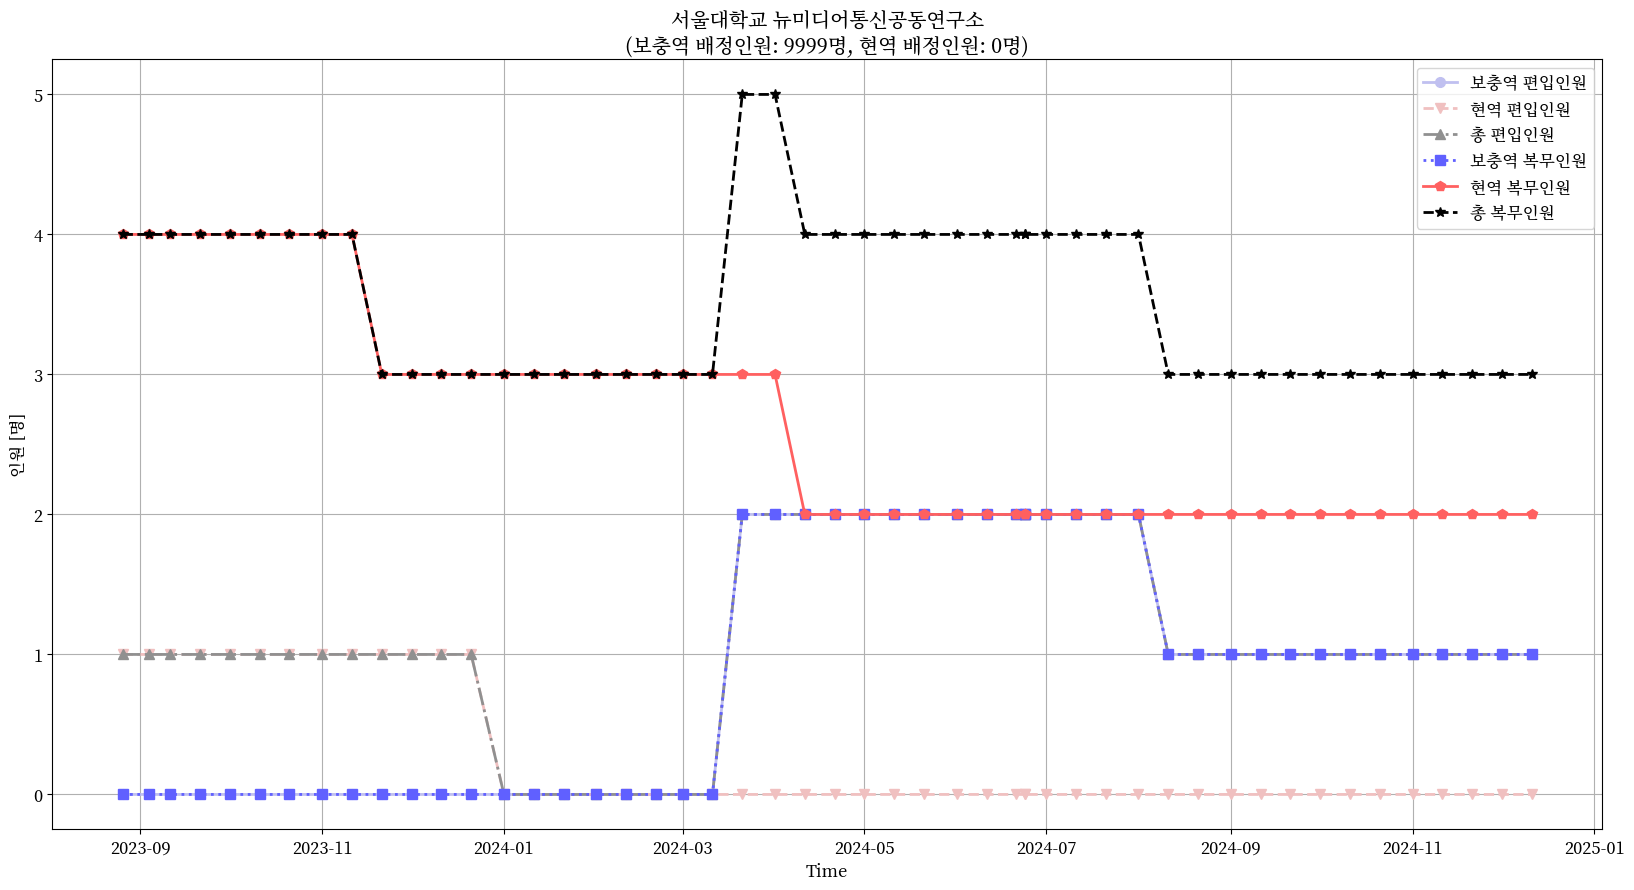 서울대학교 뉴미디어통신공동연구소
(보충역 배정인원: 9999명, 현역 배정인원: 0명)
보충역 편입인원
현역 편입인원
총 편입인원
보충역 복무인원
현역 복무인원
총 복무인원
인원 [명]
5
4
3
2
1
0
2023-09 2023-11 2024-01 2024-03 2024-05 2024-07 2024-09 2024-11 2025-01
Time